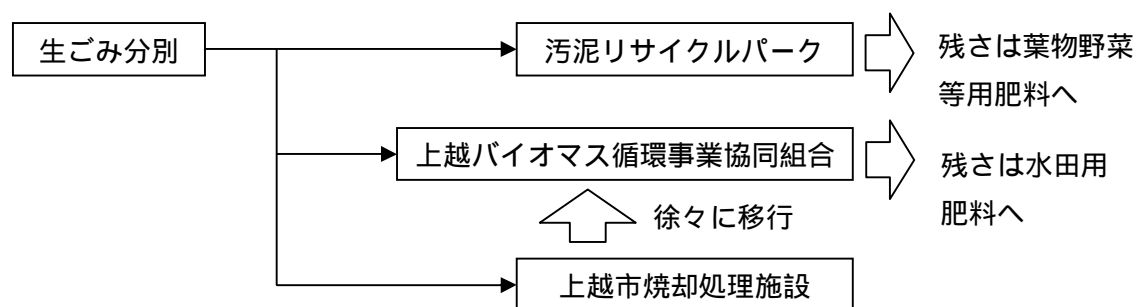 生ごみ分別
汚泥リサイクルパーク
残さは葉物野菜
等用肥料へ
上越バイオマス循環事業協同組合
残さは水田用
肥料へ
徐々に移行
上越市焼却処理施設